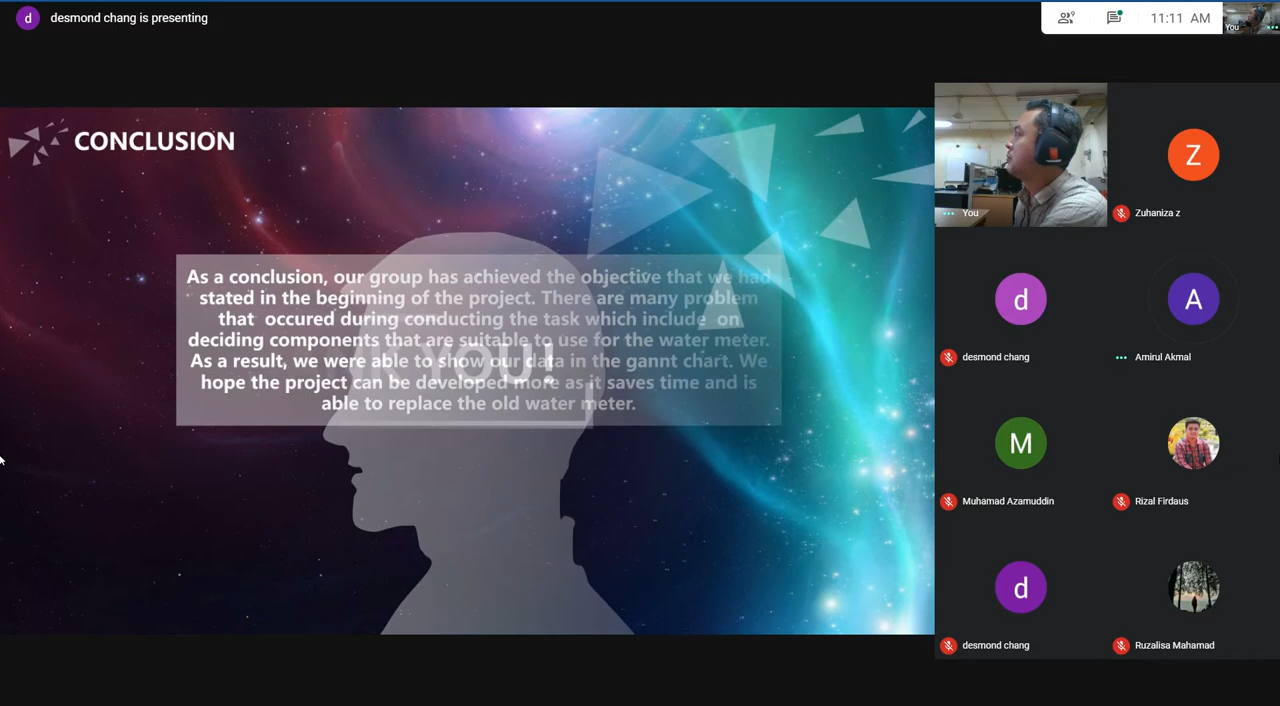 d
desmond chang is presenting
9
11:11 AM
You
CONCLUSION
As a conclusion, our group has achieved the objective that we had
stated in the beginning of the project. There are many problem
that occured during conducting the task which include on
deciding components that are suitable to use for the water meter.
As a result, we were able to show our data in the gannt chart. We
hope the project can be developed more as it saves time and is
able to replace the old water meter.
YOU!
You
Z
Zuhaniza z
d
desmond chang
A
Amirul Akmal
M
Muhamad Azamuddin
Rizal Firdaus
d
desmond chang
Ruzalisa Mahamad